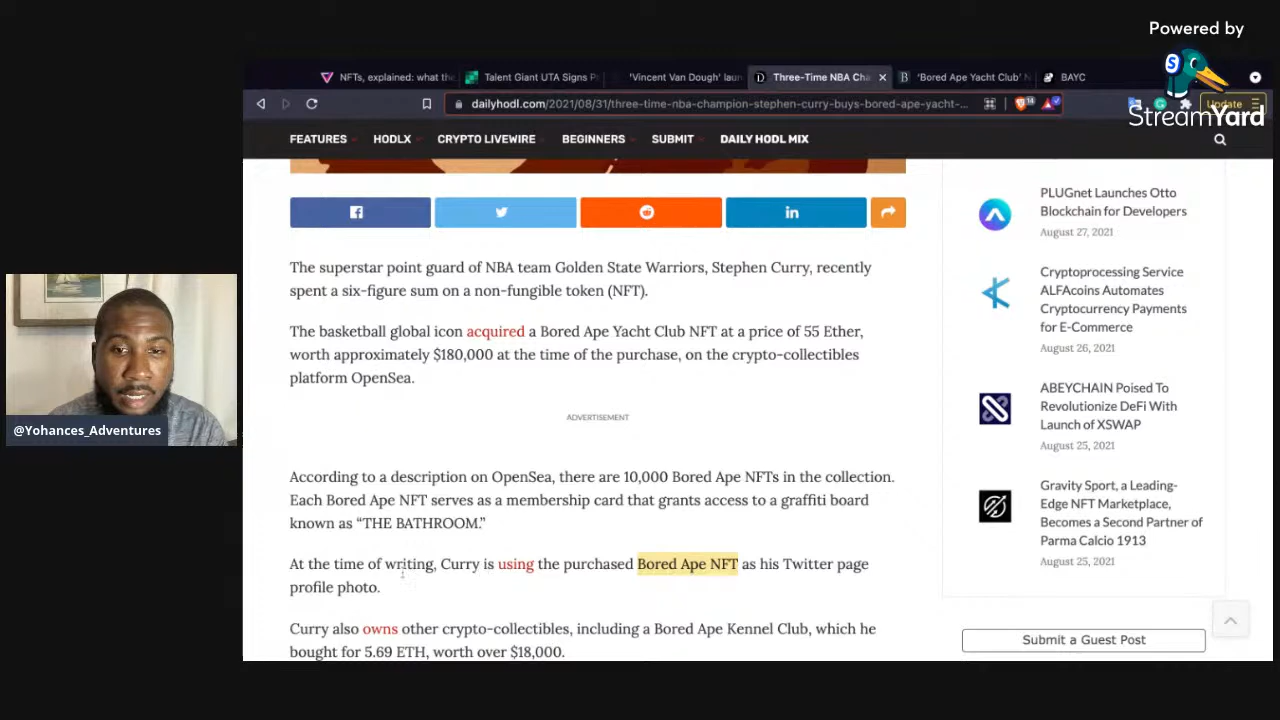 Powered by
StreamYard
NFTs, explained: what the
Talent Giant UTA Signs P
'Vincent Van Dough' laun
Three-Time NBA Cha
'Bored Ape Yacht Club' N
BAYC
dailyhodl.com/2021/08/31/three-time-nba-champion-stephen-curry-buys-bored-ape-yacht-...
Update
FEATURES HODLX CRYPTO LIVEWIRE BEGINNERS SUBMIT DAILY HODL MIX
The superstar point guard of NBA team Golden State Warriors, Stephen Curry, recently
spent a six-figure sum on a non-fungible token (NFT).
The basketball global icon acquired a Bored Ape Yacht Club NFT at a price of 55 Ether,
worth approximately $180,000 at the time of the purchase, on the crypto-collectibles
platform OpenSea.
ADVERTISEMENT
According to a description on OpenSea, there are 10,000 Bored Ape NFTs in the collection.
Each Bored Ape NFT serves as a membership card that grants access to a graffiti board
known as “THE BATHROOM.”
At the time of writing, Curry is using the purchased Bored Ape NFT as his Twitter page
profile photo.
Curry also owns other crypto-collectibles, including a Bored Ape Kennel Club, which he
bought for 5.69 ETH, worth over $18,000.
PLUGnet Launches Otto
Blockchain for Developers
August 27, 2021
Cryptoprocessing Service
ALFAcoins Automates
Cryptocurrency Payments
for E-Commerce
August 26, 2021
ABEYCHAIN Poised To
Revolutionize DeFi With
Launch of XSWAP
August 25, 2021
Gravity Sport, a Leading-
Edge NFT Marketplace,
Becomes a Second Partner of
Parma Calcio 1913
August 25, 2021
Submit a Guest Post
@Yohances_Adventures